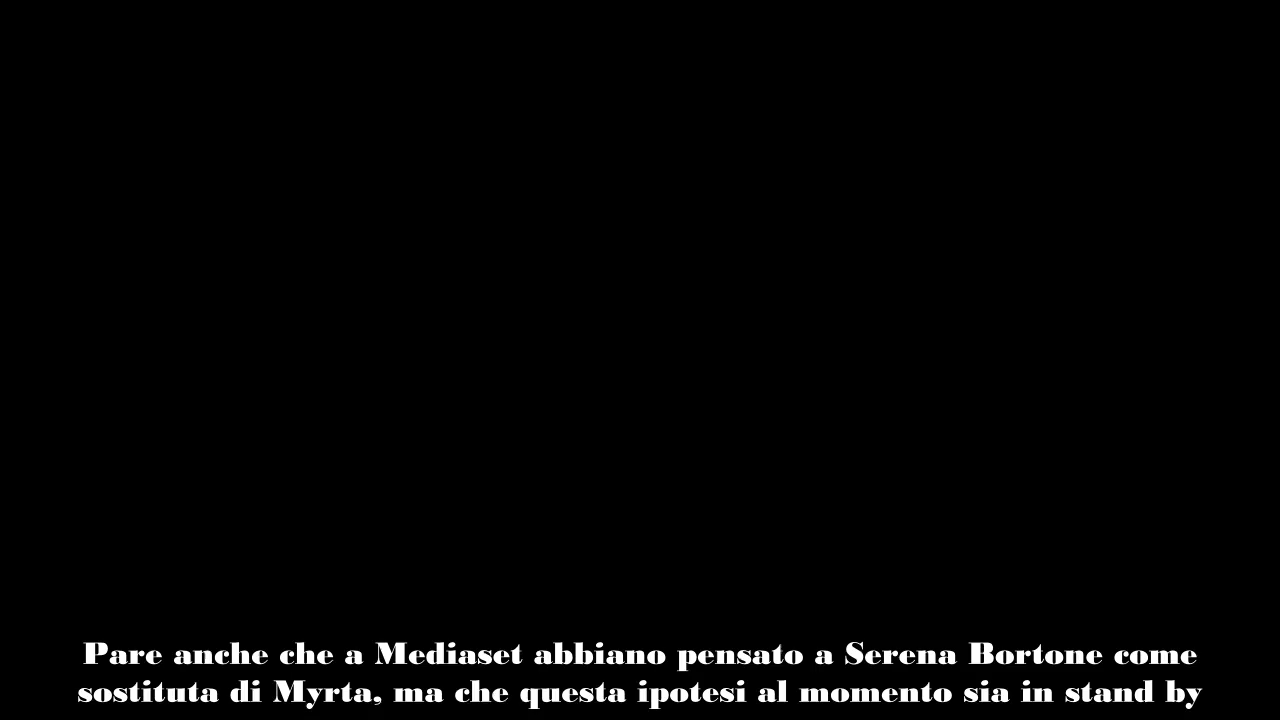 Pare anche che a Mediaset abbiano pensato a Serena Bortone come
sostituta di Myrta, ma che questa ipotesi al momento sia in stand by